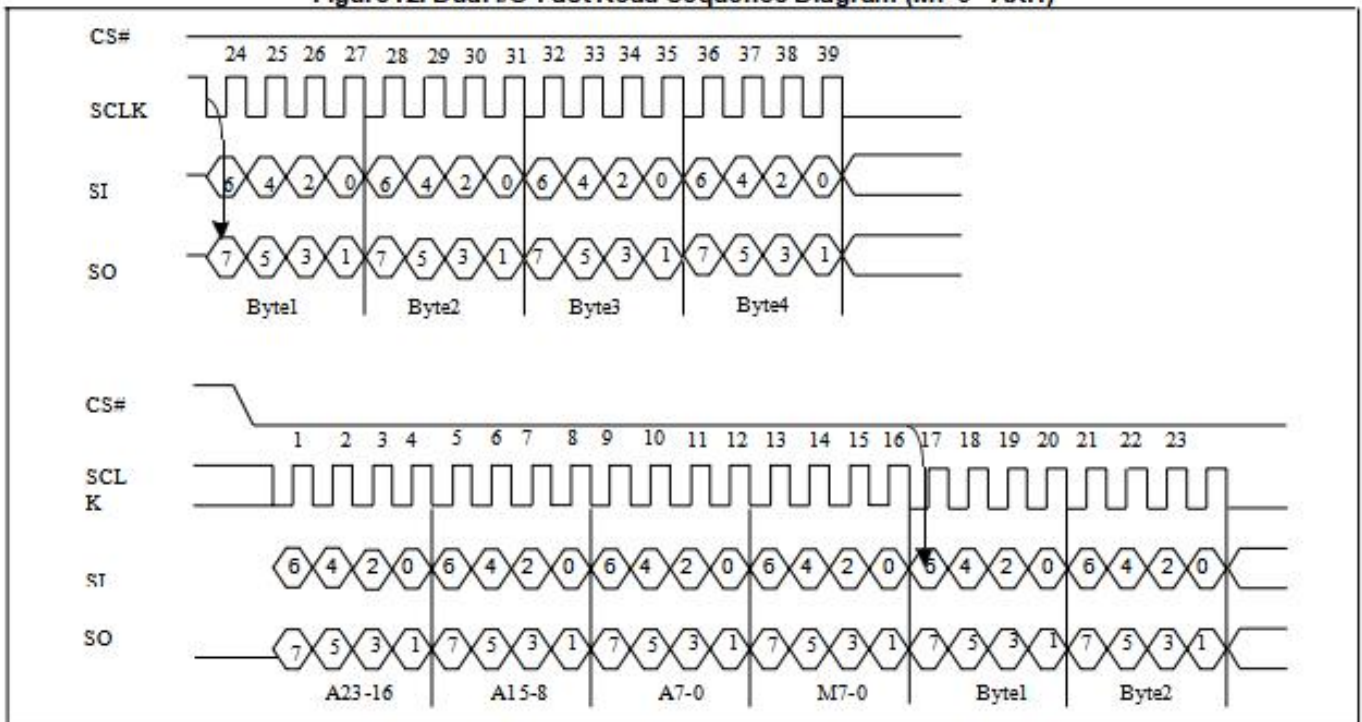 CS#
24 25 26 27 28 29 30 31 32 33 34 35 36 37 38 39
SCLK
SI 6 4 2 0 6 4 2 0 6 4 2 0 6 4 2 0
SO 7 5 3 1 7 5 3 1 7 5 3 1 7 5 3 1
Byte1 Byte2 Byte3 Byte4
CS#
1 2 3 4 5 6 7 8 9 10 11 12 13 14 15 16 17 18 19 20 21 22 23
SCL
K
SI 6 4 2 0 6 4 2 0 6 4 2 0 6 4 2 0 6 4 2 0 6 4 2 0
SO 7 5 3 1 7 5 3 1 7 5 3 1 7 5 3 1 7 5 3 1 7 5 3 1
A23-16 A15-8 A7-0 M7-0 Byte1 Byte2